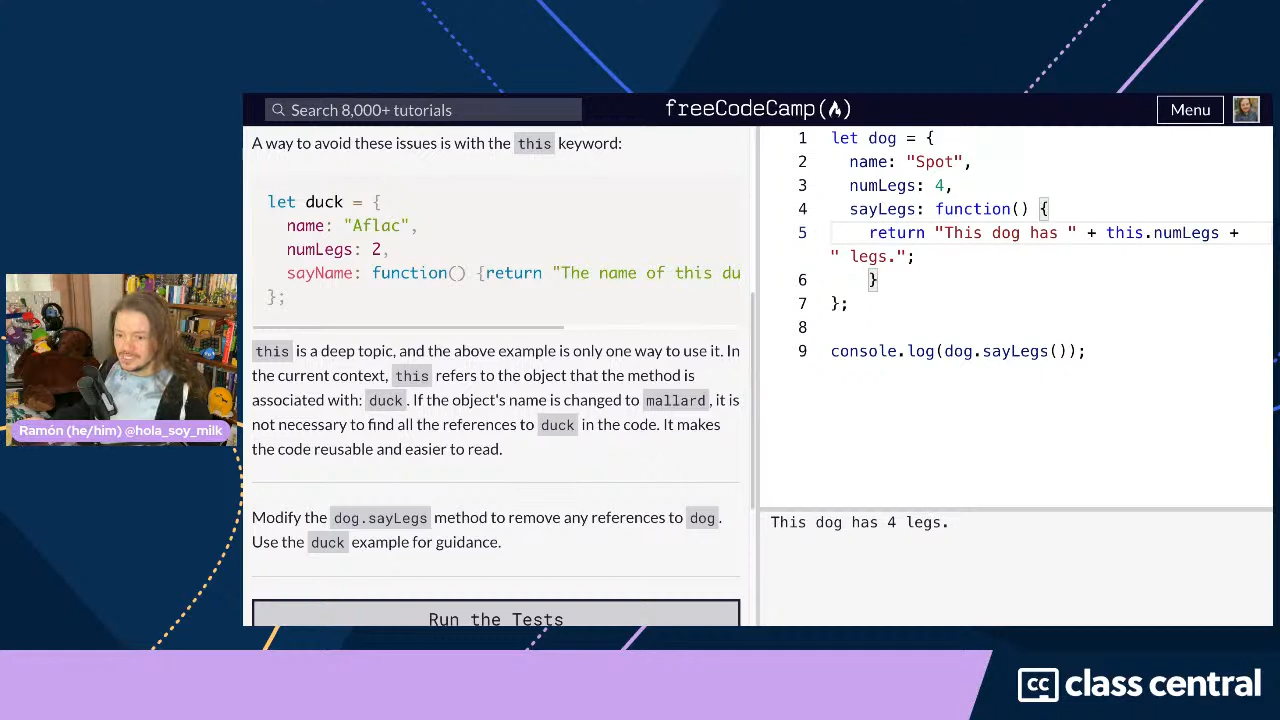 Search 8,000+ tutorials
freeCodeCamp
Menu
A way to avoid these issues is with the this keyword:
let duck = {
name: "Aflac",
numLegs: 2,
sayName: function() {return "The name of this du
};
this is a deep topic, and the above example is only one way to use it. In
the current context, this refers to the object that the method is
associated with: duck. If the object's name is changed to mallard, it is
not necessary to find all the references to duck in the code. It makes
the code reusable and easier to read.
Modify the dog.sayLegs method to remove any references to dog.
Use the duck example for guidance.
Run the Tests
1 let dog = {
2 name: "Spot",
3 numLegs: 4,
4 sayLegs: function() {
5 return "This dog has " + this.numLegs +
" legs.";
6 }
7 };
8
9 console.log(dog.sayLegs());
This dog has 4 legs.
Ramón (he/him) @hola_soy_milk
cc class central